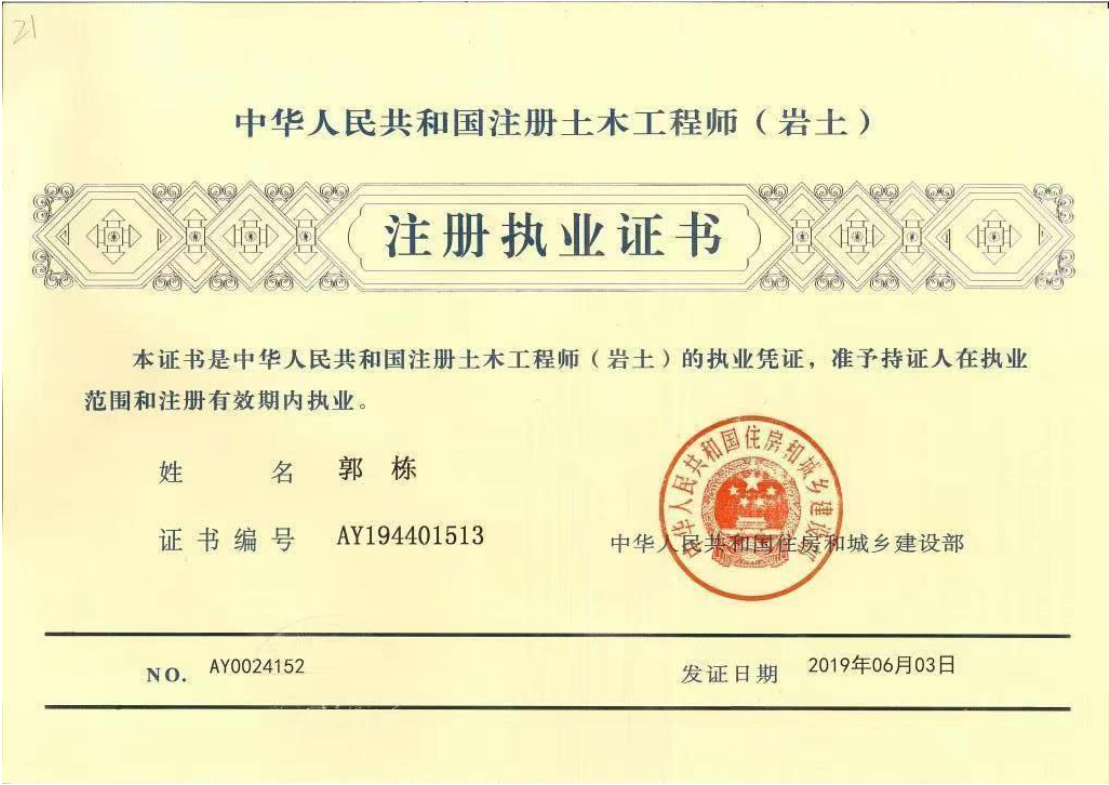 21
中华人民共和国注册土木工程师（岩土）
注册执业证书
本证书是中华人民共和国注册土木工程师（岩土）的执业凭证，准予持证人在执业
范围和注册有效期内执业。
姓 名 郭 栋
证书编号 AY194401513
中华人民共和国住房和城乡建设部
中华人民共和国住房和城乡建设部
NO. AY0024152
发证日期 2019年06月03日